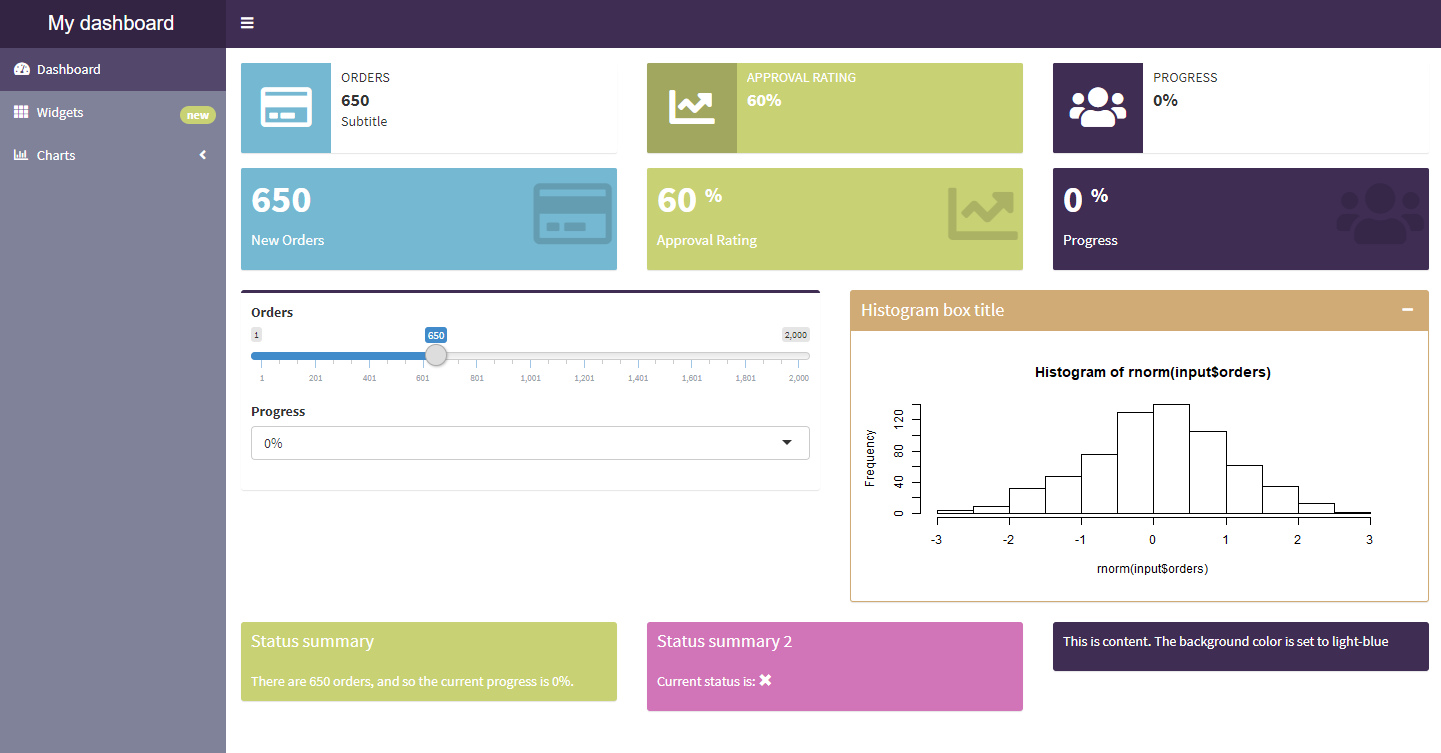 My dashboard
Dashboard
Widgets new
Charts
ORDERS
650
Subtitle
APPROVAL RATING
60%
PROGRESS
0%
650
New Orders
60 %
Approval Rating
0 %
Progress
Orders
1 650 2,000
1 201 401 601 801 1,001 1,201 1,401 1,601 1,801 2,000
Progress
0%
Histogram box title
Histogram of rnorm(input$orders)
Frequency
0 40 80 120
-3 -2 -1 0 1 2 3
rnorm(input$orders)
Status summary
There are 650 orders, and so the current progress is 0%.
Status summary 2
Current status is:
This is content. The background color is set to light-blue